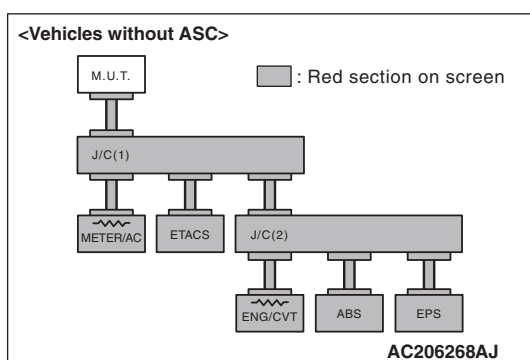 <Vehicles without ASC>
M.U.T.
: Red section on screen
J/C(1)
METER/AC
ETACS
J/C(2)
ENG/CVT
ABS
EPS
AC206268AJ